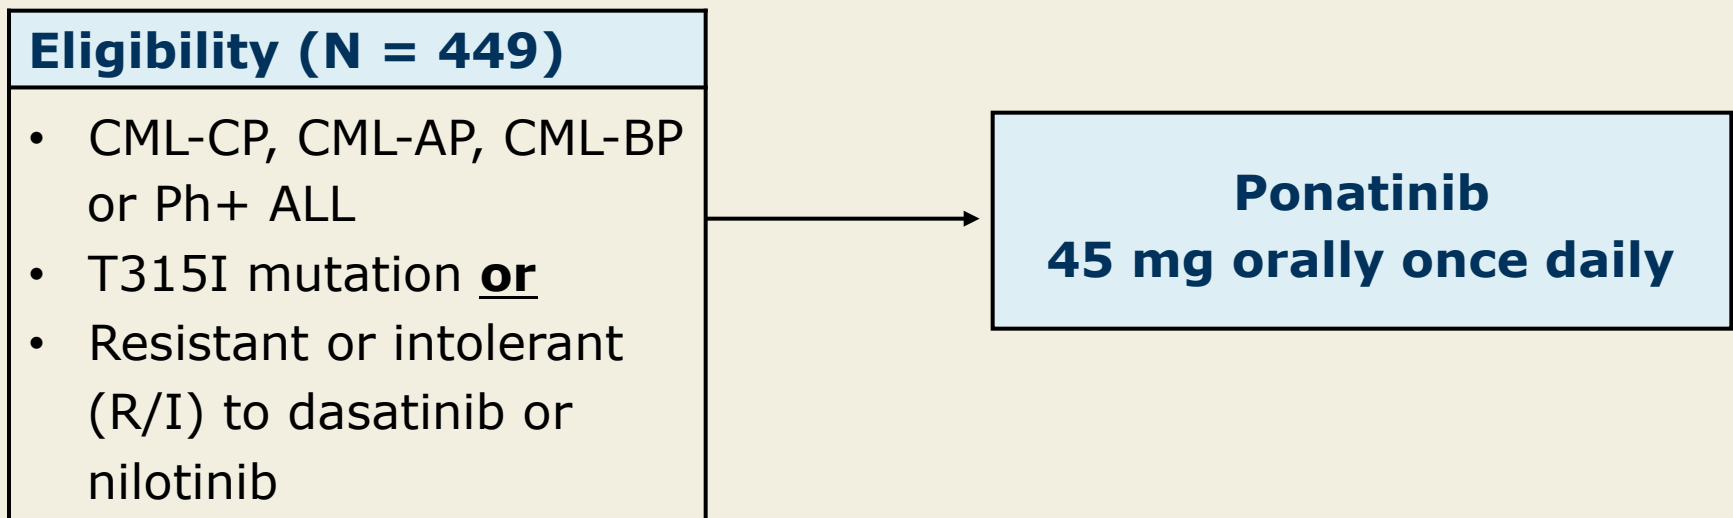 Eligibility (N = 449)
• CML-CP, CML-AP, CML-BP
or Ph+ ALL
• T315I mutation or
• Resistant or intolerant
(R/I) to dasatinib or
nilotinib
Ponatinib
45 mg orally once daily